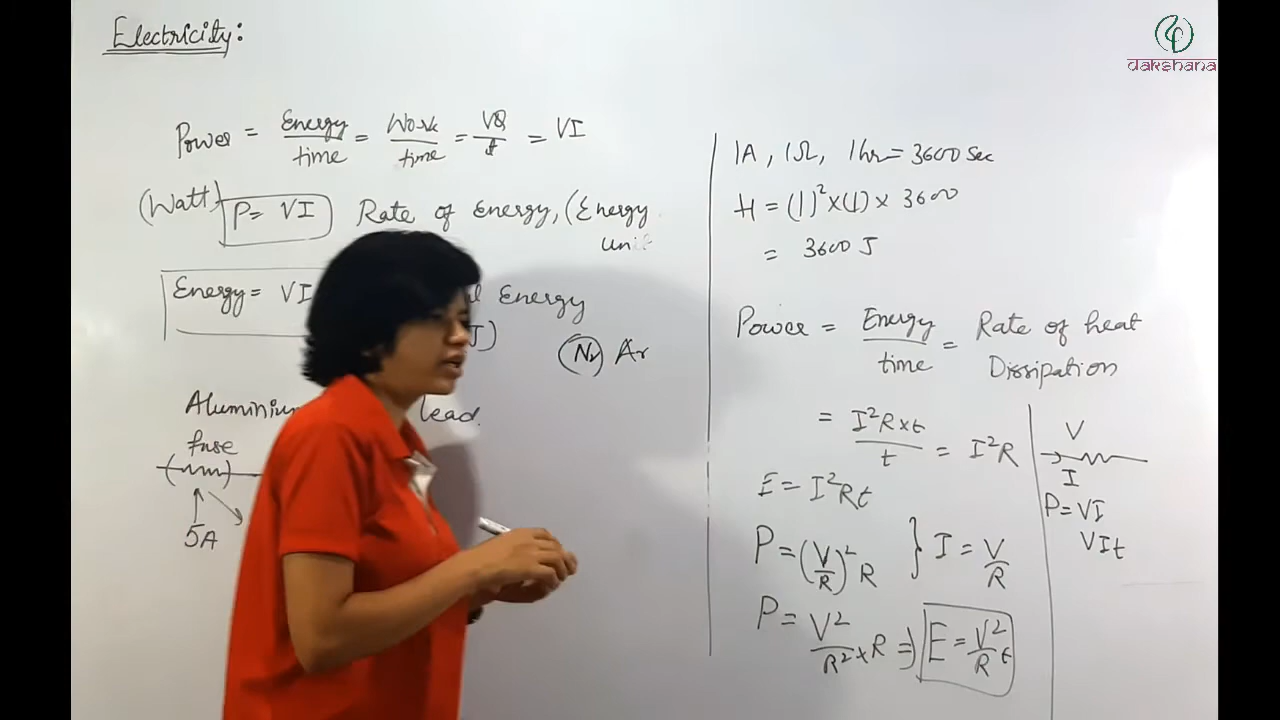 Electricity:
dakshana
Power = Energy/time = Work/time = VQ/t = VI
(Watt) P = VI Rate of Energy, (Energy
Energy = VI Energy
J)
N₂ Ar
Aluminium lead.
fuse
5A
1A, 1Ω, 1hr = 3600 sec
H = (1)² × (1) × 3600
= 3600 J
Power = Energy/time = Rate of heat
Dissipation
= I²R×t/t = I²R
E = I²Rt
P = (V/R)² R } I = V/R
P = V²/R² × R ⇒ E = V²/R t
V
I
P = VI
VIt